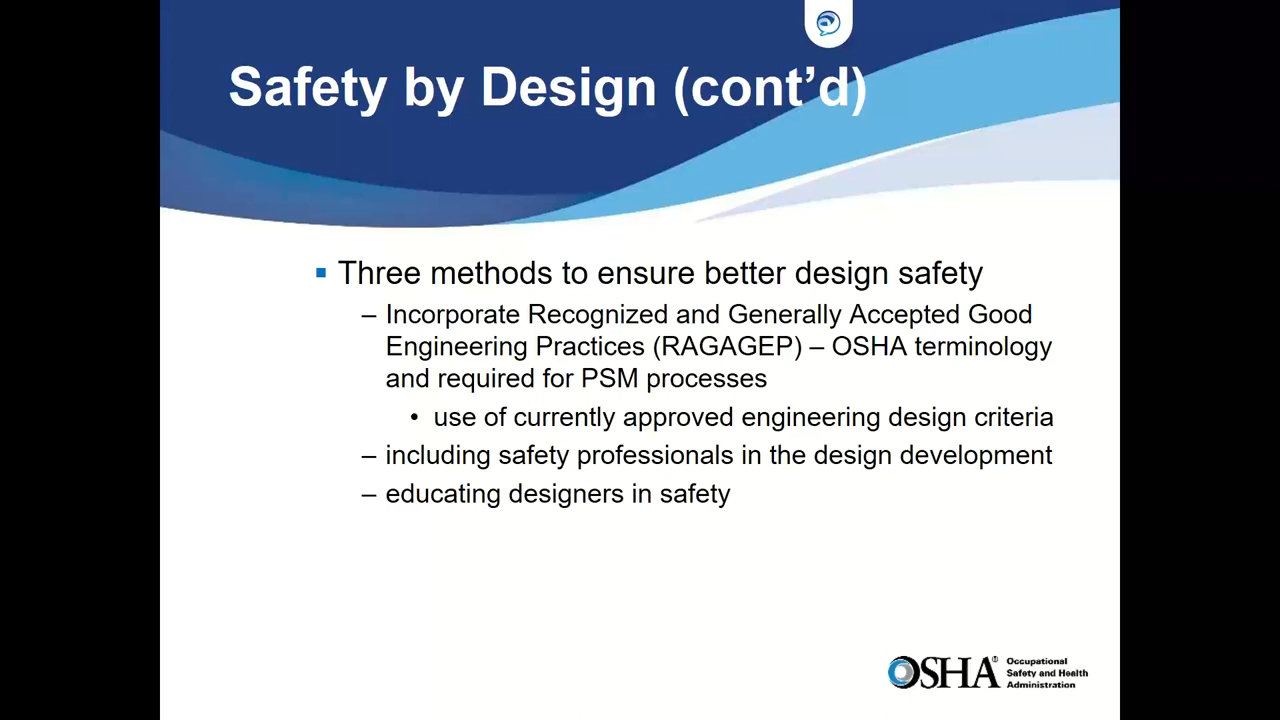 Safety by Design (cont’d)
▪ Three methods to ensure better design safety
– Incorporate Recognized and Generally Accepted Good
Engineering Practices (RAGAGEP) – OSHA terminology
and required for PSM processes
• use of currently approved engineering design criteria
– including safety professionals in the design development
– educating designers in safety
OSHA®
Occupational
Safety and Health
Administration